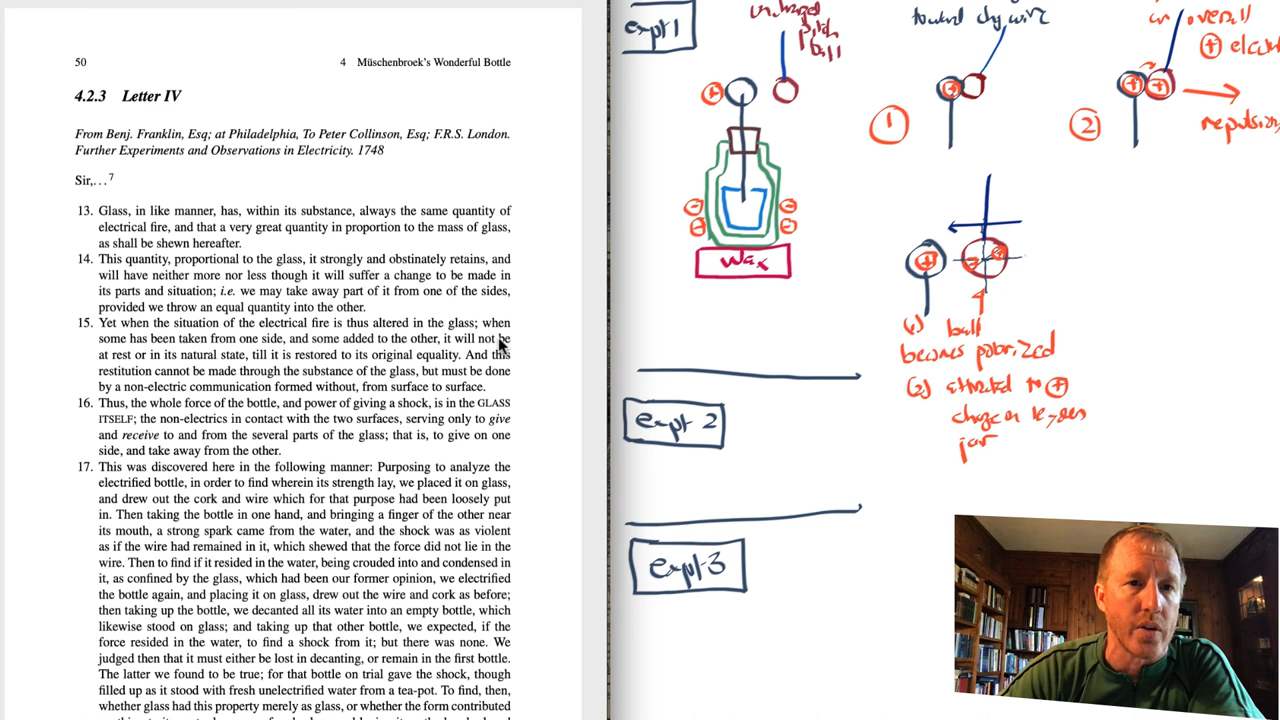 50
4 Müschenbroek's Wonderful Bottle
4.2.3 Letter IV
From Benj. Franklin, Esq; at Philadelphia, To Peter Collinson, Esq; F.R.S. London.
Further Experiments and Observations in Electricity. 1748
Sir,...7
13. Glass, in like manner, has, within its substance, always the same quantity of
electrical fire, and that a very great quantity in proportion to the mass of glass,
as shall be shewn hereafter.
14. This quantity, proportional to the glass, it strongly and obstinately retains, and
will have neither more nor less though it will suffer a change to be made in
its parts and situation; i.e. we may take away part of it from one of the sides,
provided we throw an equal quantity into the other.
15. Yet when the situation of the electrical fire is thus altered in the glass; when
some has been taken from one side, and some added to the other, it will not be
at rest or in its natural state, till it is restored to its original equality. And this
restitution cannot be made through the substance of the glass, but must be done
by a non-electric communication formed without, from surface to surface.
16. Thus, the whole force of the bottle, and power of giving a shock, is in the GLASS
ITSELF; the non-electrics in contact with the two surfaces, serving only to give
and receive to and from the several parts of the glass; that is, to give on one
side, and take away from the other.
17. This was discovered here in the following manner: Purposing to analyze the
electrified bottle, in order to find wherein its strength lay, we placed it on glass,
and drew out the cork and wire which for that purpose had been loosely put
in. Then taking the bottle in one hand, and bringing a finger of the other near
its mouth, a strong spark came from the water, and the shock was as violent
as if the wire had remained in it, which shewed that the force did not lie in the
wire. Then to find if it resided in the water, being crouded into and condensed in
it, as confined by the glass, which had been our former opinion, we electrified
the bottle again, and placing it on glass, drew out the wire and cork as before;
then taking up the bottle, we decanted all its water into an empty bottle, which
likewise stood on glass; and taking up that other bottle, we expected, if the
force resided in the water, to find a shock from it; but there was none. We
judged then that it must either be lost in decanting, or remain in the first bottle.
The latter we found to be true; for that bottle on trial gave the shock, though
filled up as it stood with fresh unelectrified water from a tea-pot. To find, then,
whether glass had this property merely as glass, or whether the form contributed
expt 1
ball
wire
overall
+
1
2
repulsion
+
+
+
+
Wax
+
(1) ball
becomes polarized
(2) attracted to +
charge on leyden
jar
expt 2
expt 3